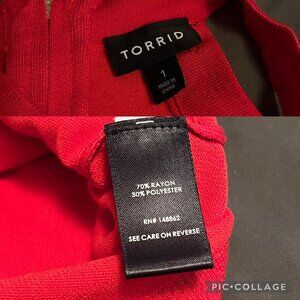 TORRID
1
MADE IN
CHINA
70% RAYON
30% POLYESTER
RN# 148862
SEE CARE ON REVERSE
PIC•COLLAGE